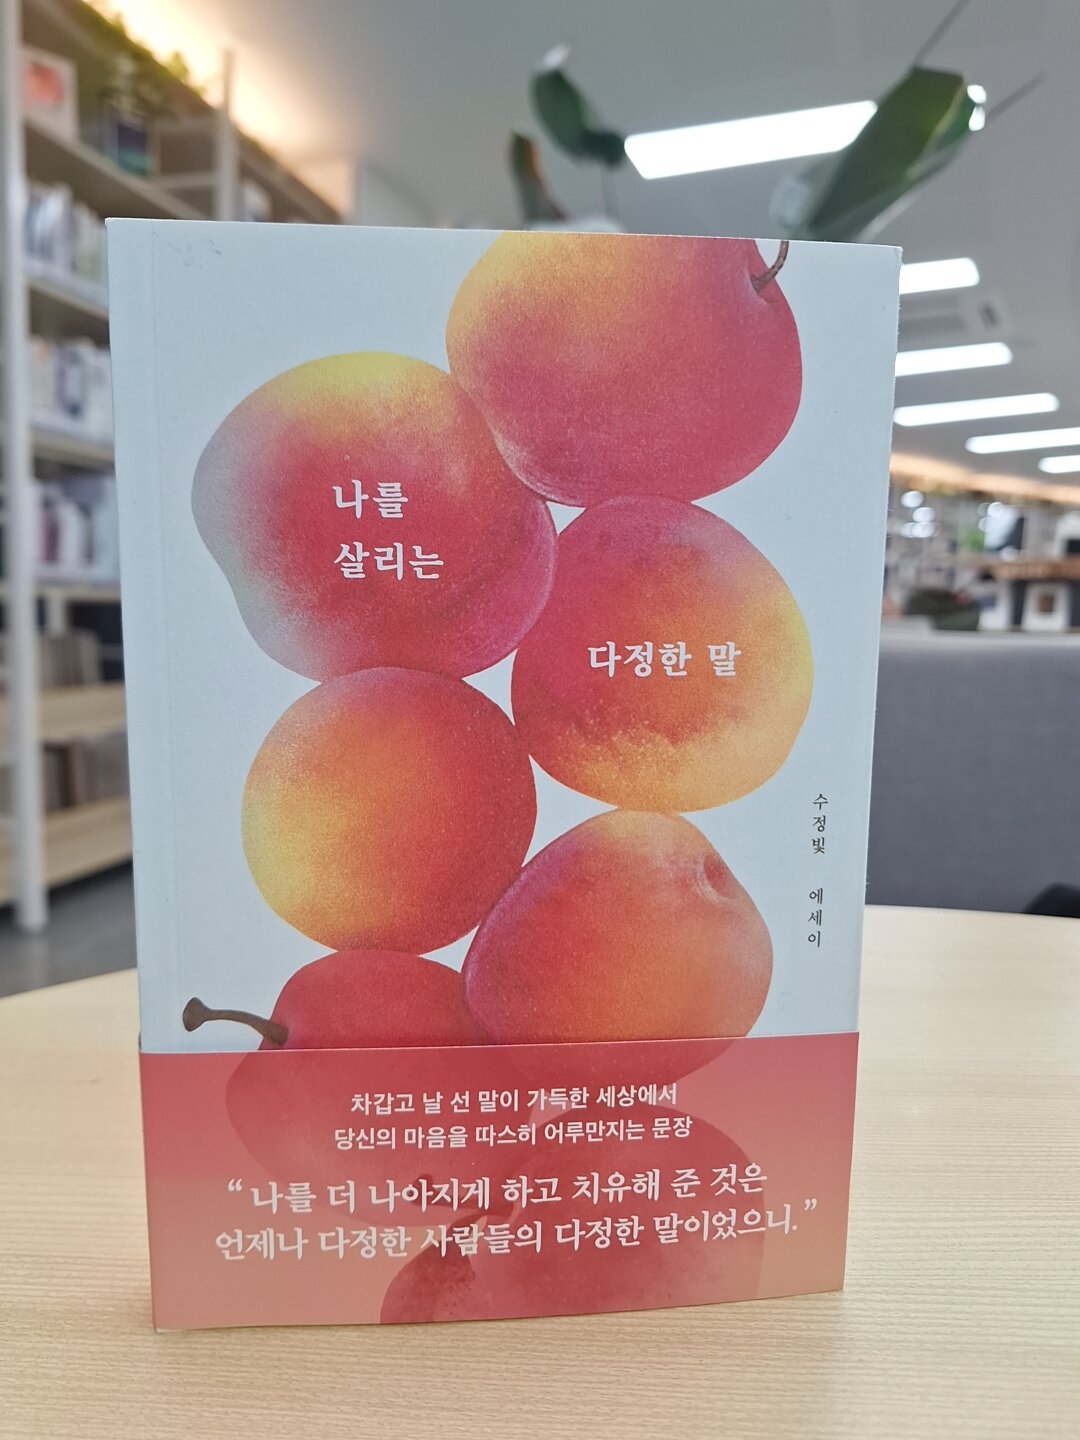 나를
살리는
다정한 말
수정빛 에세이
차갑고 날 선 말이 가득한 세상에서
당신의 마음을 따스히 어루만지는 문장
“나를 더 나아지게 하고 치유해 준 것은
언제나 다정한 사람들의 다정한 말이었으니.”